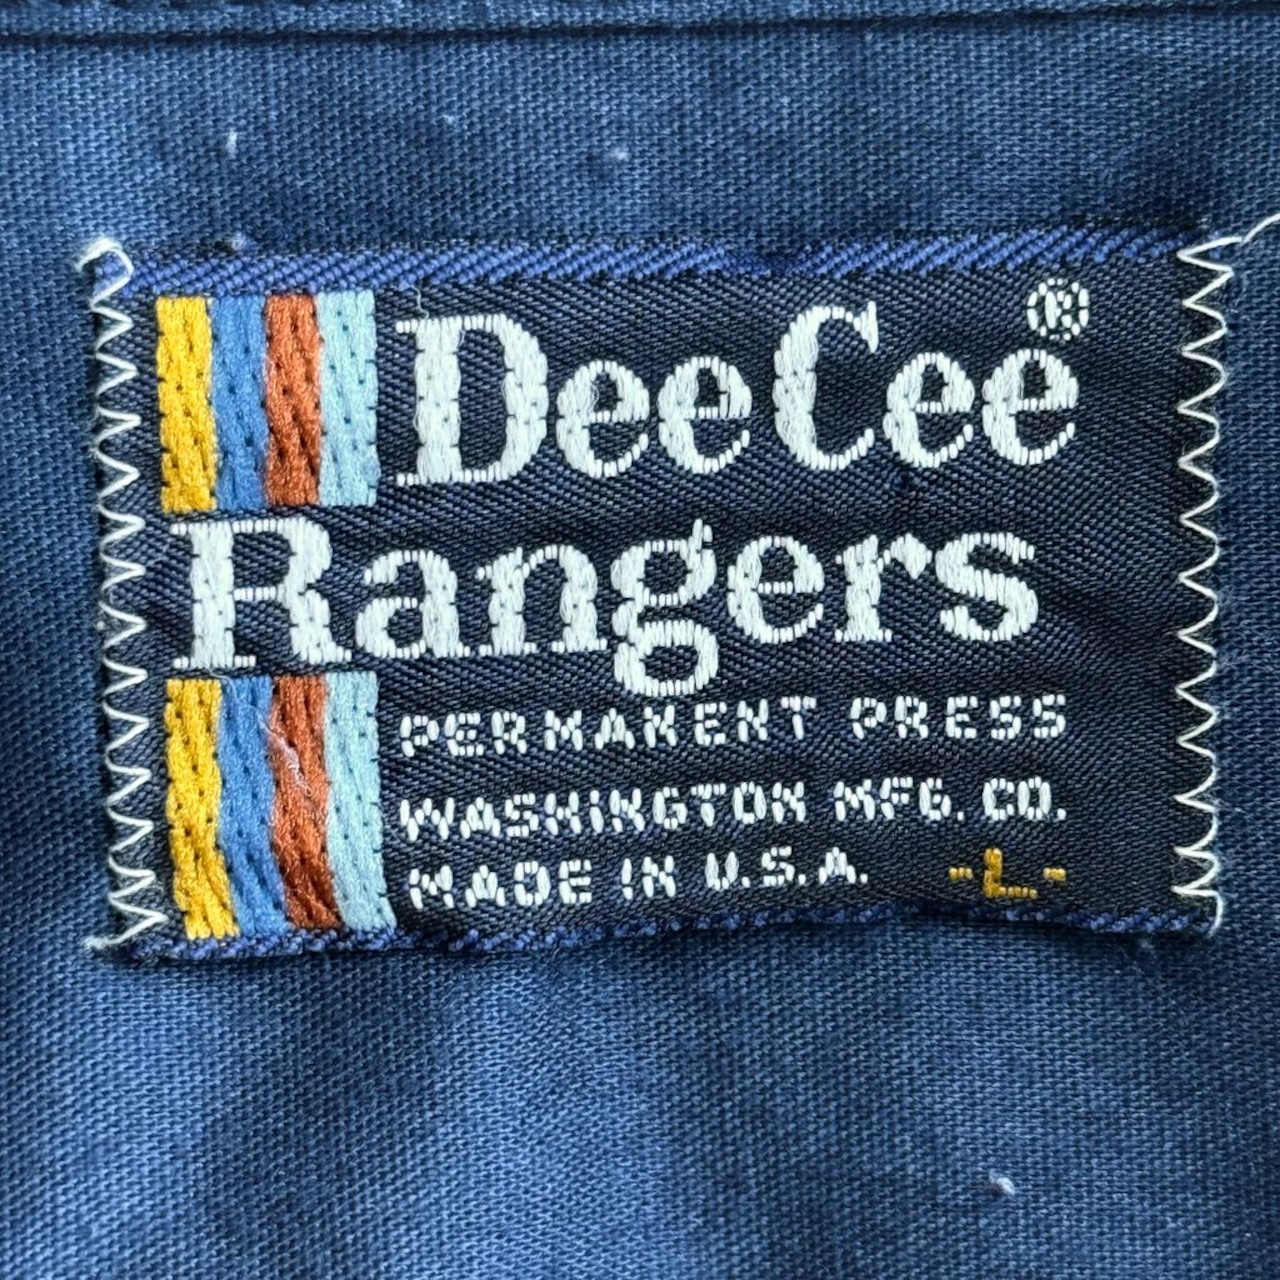 Dee Cee®
Rangers
PERMANENT PRESS
WASHINGTON MFG. CO.
MADE IN U.S.A. -L-